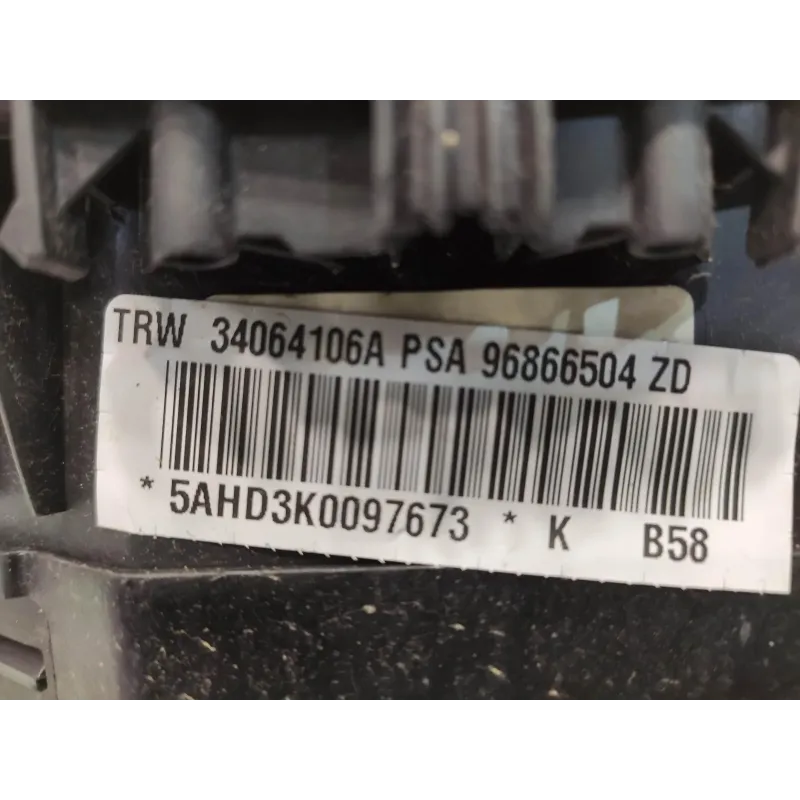 TRW 34064106A PSA 96866504 ZD
* 5AHD3K0097673 * K B58